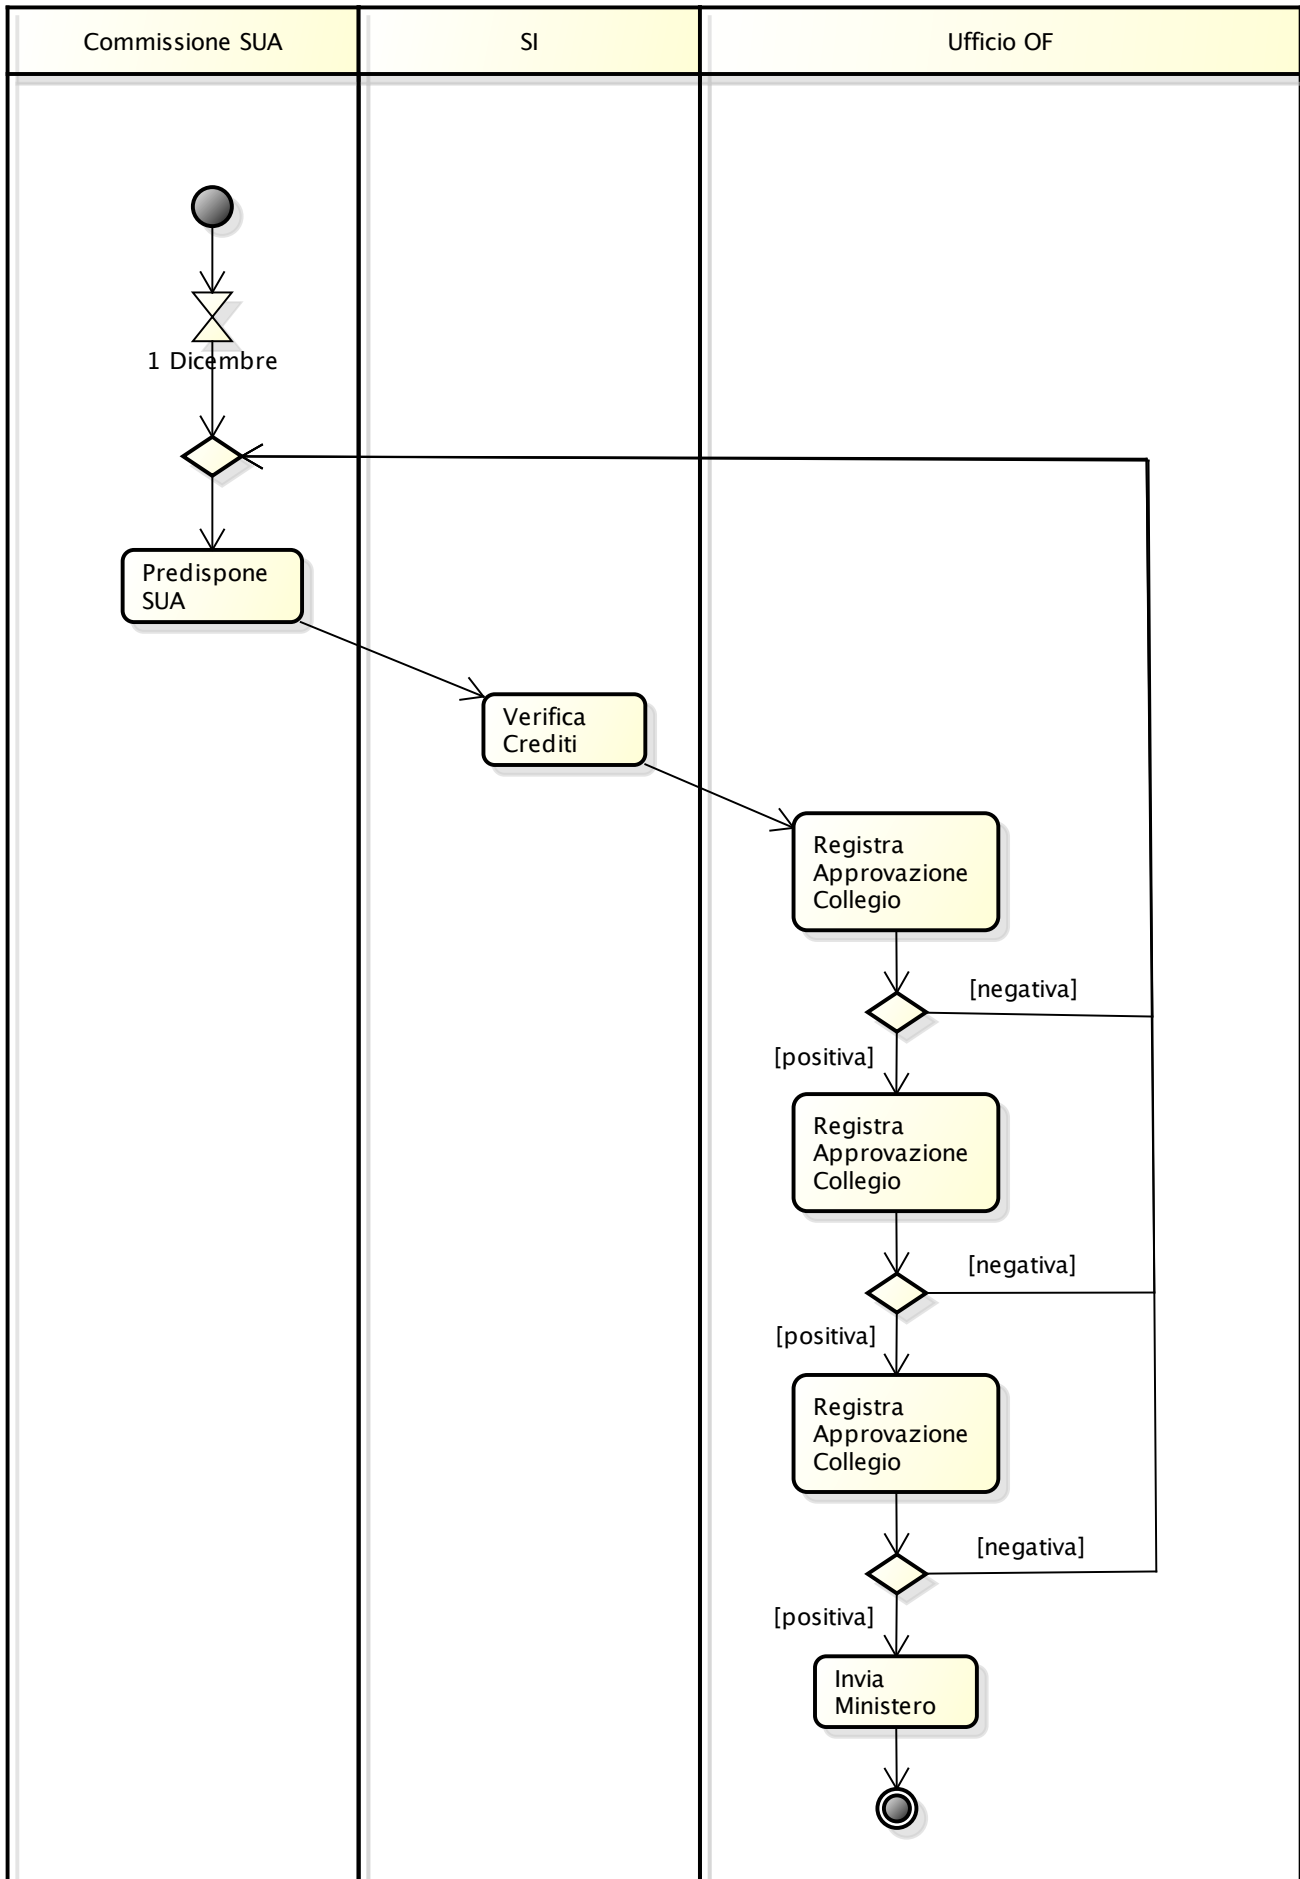 Commissione SUA
SI
Ufficio OF
1 Dicembre
Predispone
SUA
Verifica
Crediti
Registra
Approvazione
Collegio
[negativa]
[positiva]
Registra
Approvazione
Collegio
[negativa]
[positiva]
Registra
Approvazione
Collegio
[negativa]
[positiva]
Invia
Ministero